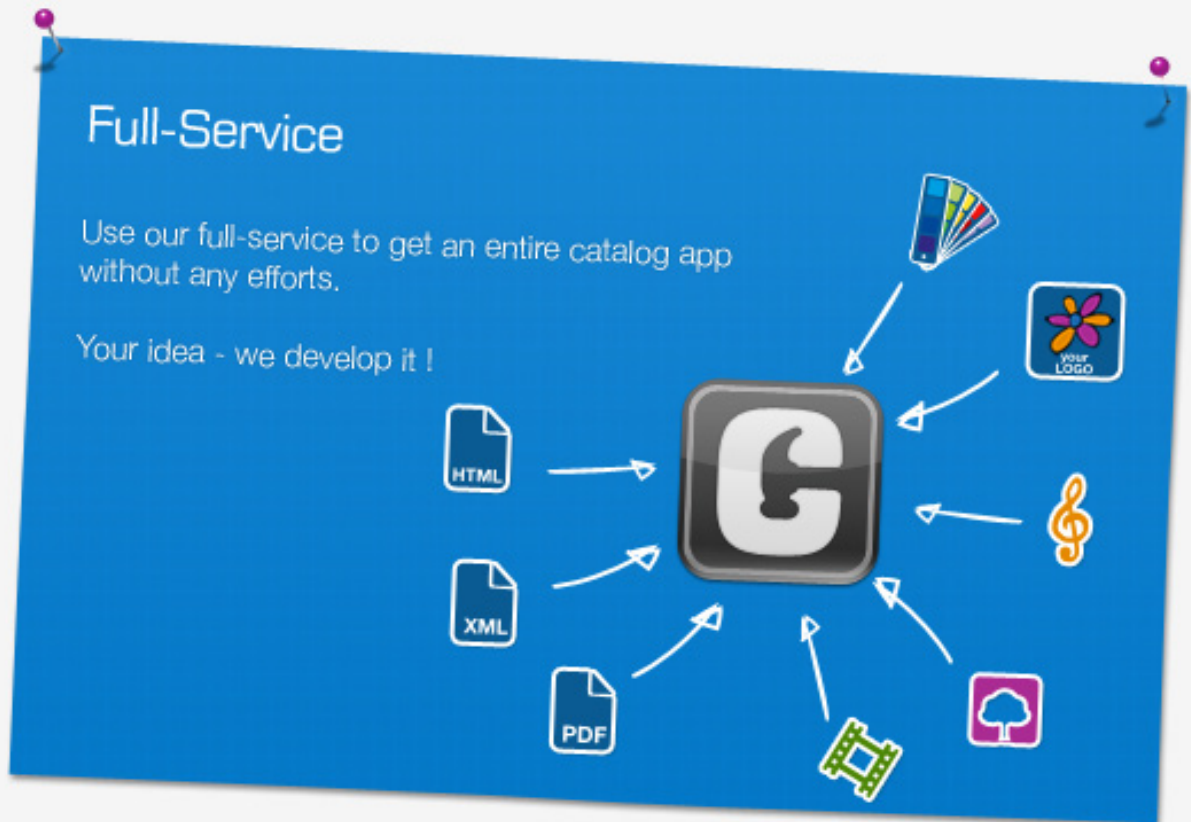 Full-Service
Use our full-service to get an entire catalog app
without any efforts.
Your idea - we develop it !
your
LOGO
HTML
XML
PDF